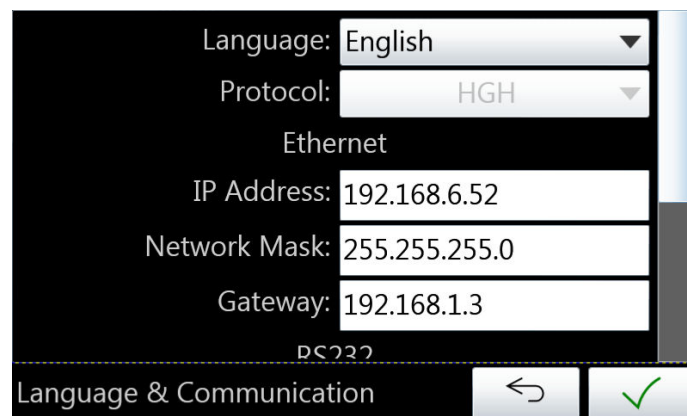 Language: English
Protocol: HGH
Ethernet
IP Address: 192.168.6.52
Network Mask: 255.255.255.0
Gateway: 192.168.1.3
RS232
Language & Communication